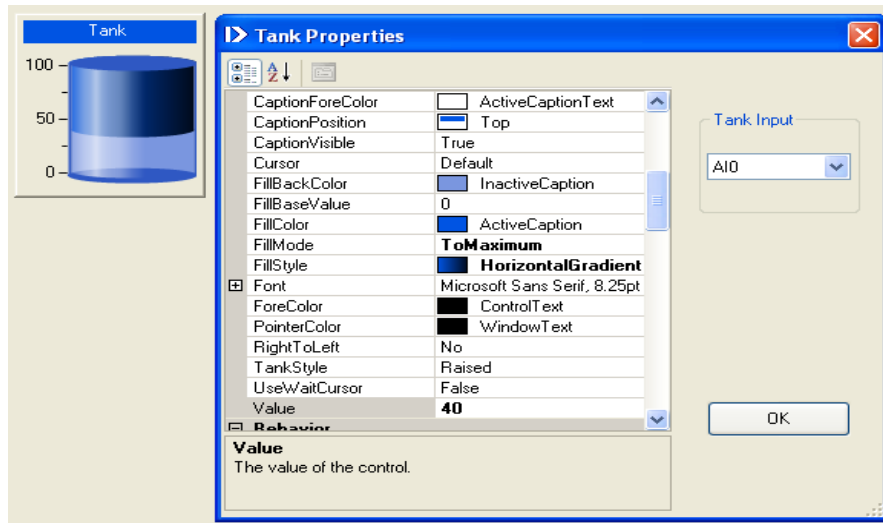 Tank
100
50
0
Tank Properties
CaptionForeColor ActiveCaptionText
CaptionPosition Top
CaptionVisible True
Cursor Default
FillBackColor InactiveCaption
FillBaseValue 0
FillColor ActiveCaption
FillMode ToMaximum
FillStyle HorizontalGradient
Font Microsoft Sans Serif, 8.25pt
ForeColor ControlText
PointerColor WindowText
RightToLeft No
TankStyle Raised
UseWaitCursor False
Value 40
Behavior
Value
The value of the control.
Tank Input
AI0
OK